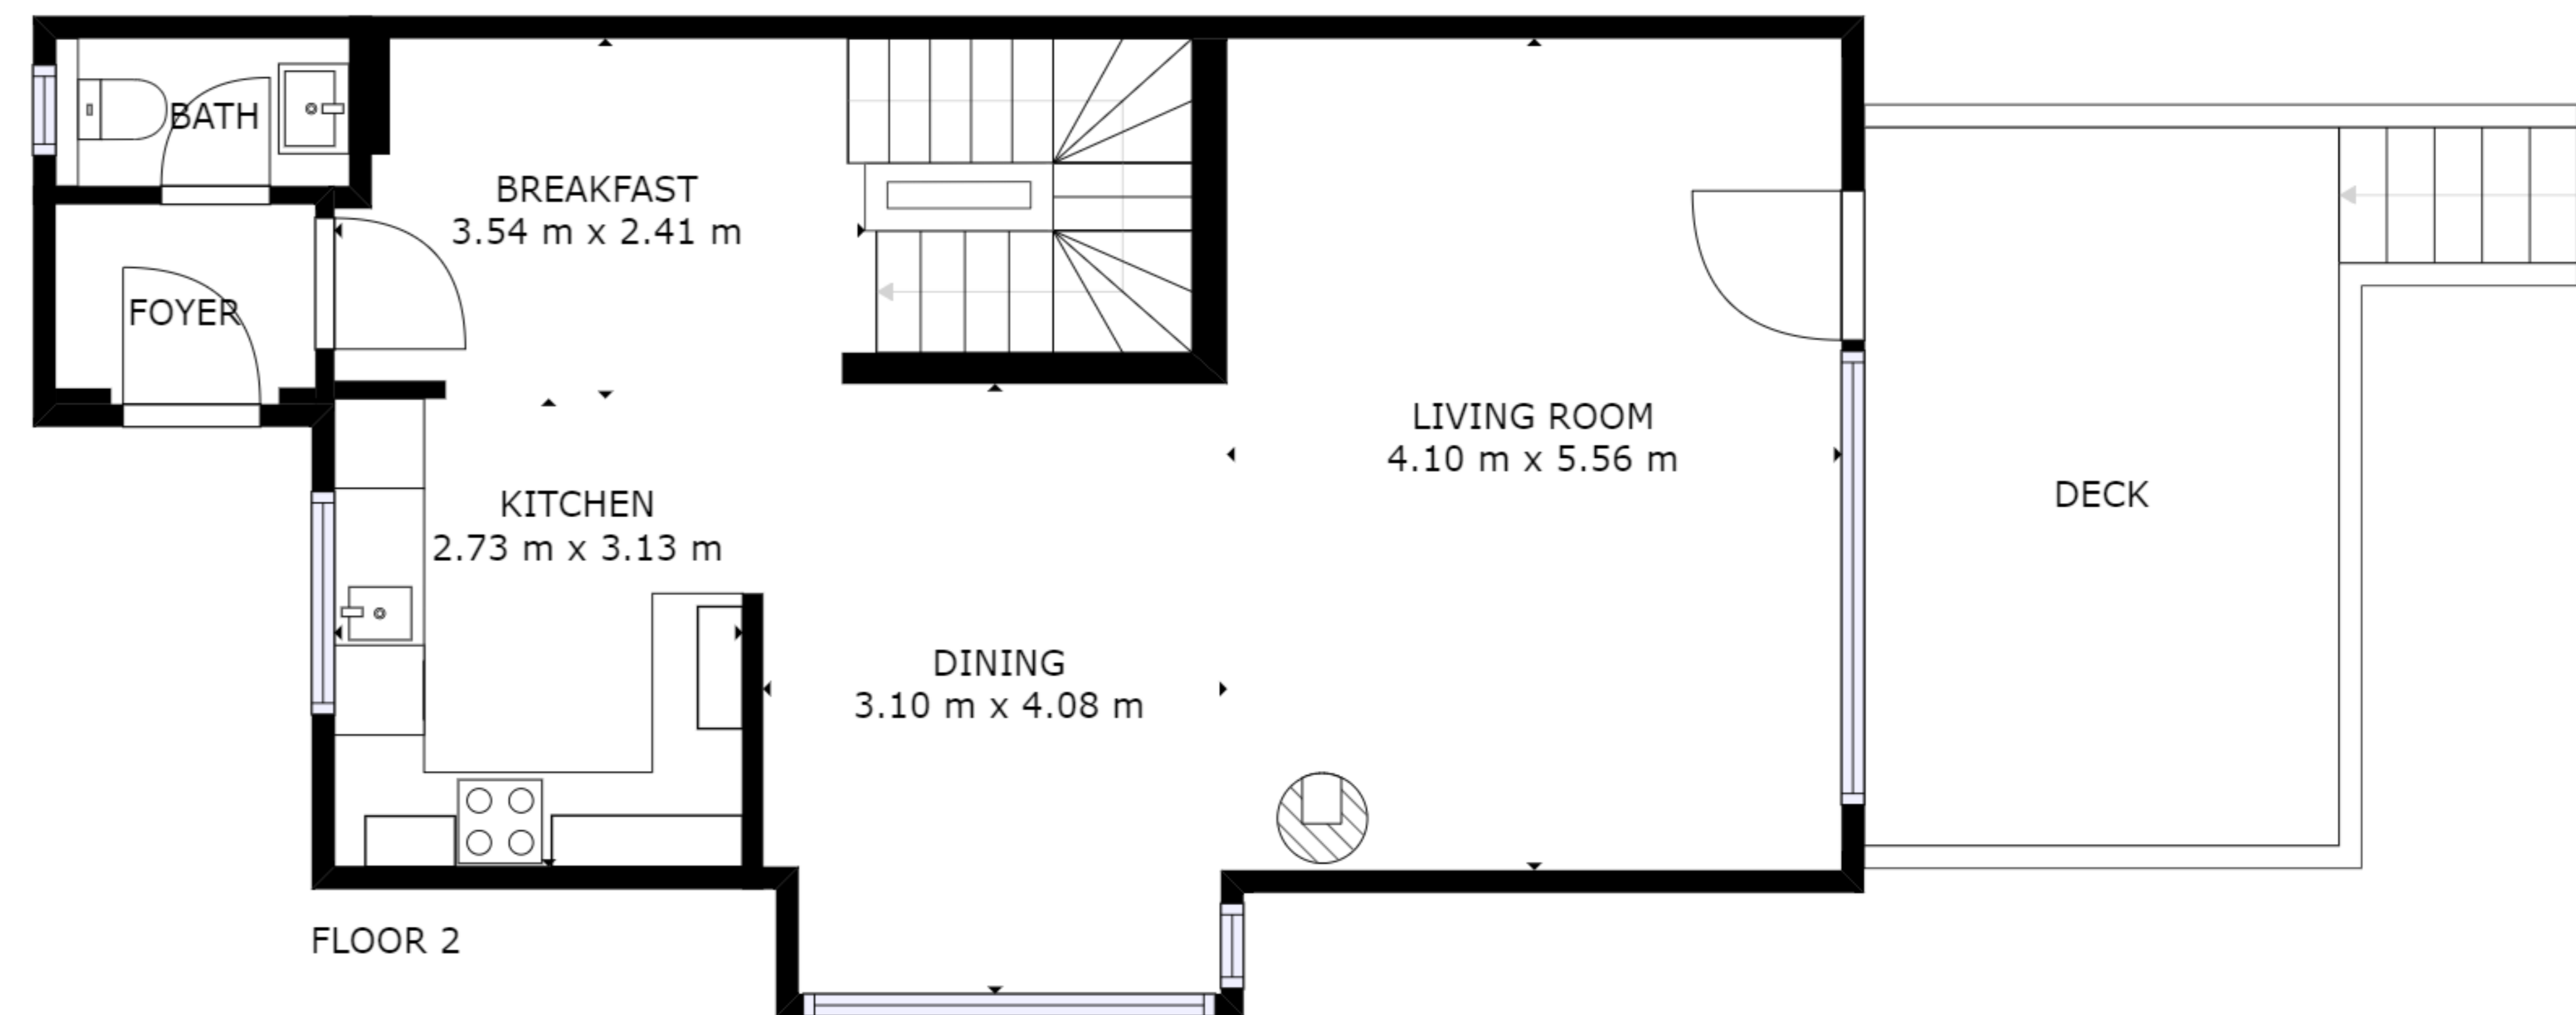 BATH
BREAKFAST
3.54 m x 2.41 m
FOYER
LIVING ROOM
4.10 m x 5.56 m
KITCHEN
2.73 m x 3.13 m
DECK
DINING
3.10 m x 4.08 m
FLOOR 2